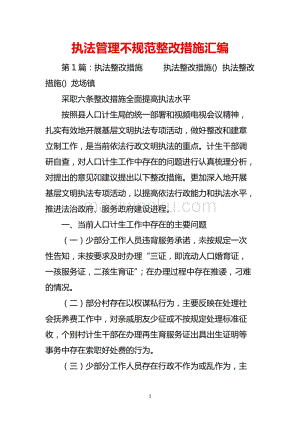 执法管理不规范整改措施汇编
第1篇：执法整改措施 执法整改措施() 执法整改
措施() 龙场镇
采职六条整改措施全面提高执法水平
按照县人口计生局的统一部署和视频电视会议精神，
扎实有效地开展基层文明执法专项活动，做好整改和建章
立制工作，是当前依法行政文明执法的重点。计生干部调
研自查，对人口计生工作中存在的问题进行认真梳理分析，
对提出的意见和建议提出以下整改措施。更加深入地开展
基层文明执法专项活动，以提高依法行政能力和执法水平，
推进法治政府、服务政府建设进程。
一、当前人口计生工作中存在的主要问题
（一）少部分工作人员违背服务承诺，未按规定一次
性告知，未按要求及时办理“三证，即流动人口婚育证，
一孩服务证，二孩生育证”；在办理过程中存在推诿，刁难
的情况。
（二）部分村存在以权谋私行为，主要反映在处理社
会抚养费工作中，对亲戚朋友少征或不按规定标准征
收，个别村计生干部在办理再生育服务证出具出生证明等
事务中存在索职好处费的行为。
（三）少部分工作人员存在行政不作为或乱作为，主
1